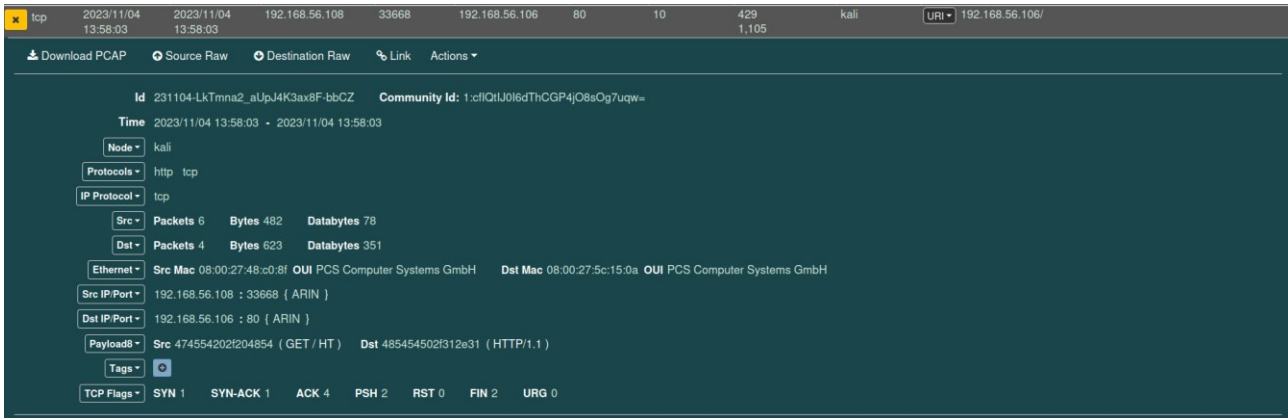 tcp 2023/11/04 2023/11/04 192.168.56.108 33668 192.168.56.106 80 10 429 kali URI 192.168.56.106/
13:58:03 13:58:03 1,105
Download PCAP Source Raw Destination Raw Link Actions
Id 231104-LkTmna2_aUpJ4K3ax8F-bbCZ Community Id:
Time 2023/11/04 13:58:03 - 2023/11/04 13:58:03
Node kali
Protocols http tcp
IP Protocol tcp
Src Packets 6 Bytes 482 Databytes 78
Dst Packets 4 Bytes 623 Databytes 351
Ethernet Src Mac 08:00:27:48:c0:8f OUI PCS Computer Systems GmbH Dst Mac 08:00:27:5c:15:0a OUI PCS Computer Systems GmbH
Src IP/Port 192.168.56.108 : 33668 { ARIN }
Dst IP/Port 192.168.56.106 : 80 { ARIN }
Payload8 Src 474554202f204854 ( GET / HT ) Dst 485454502f312e31 ( HTTP/1.1 )
Tags
TCP Flags SYN 1 SYN-ACK 1 ACK 4 PSH 2 RST 0 FIN 2 URG 0